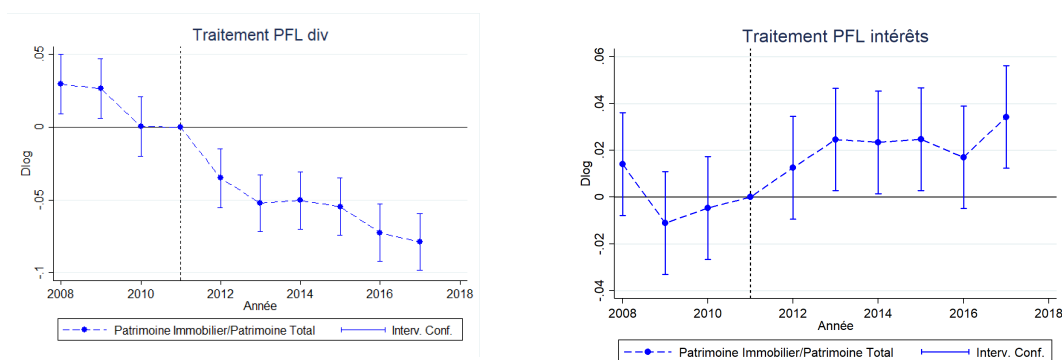 Traitement PFL div
.05
0
-.05
-.1
Dlog
2008
2010
2012
2014
2016
2018
Année
Patrimoine Immobilier/Patrimoine Total
Interv. Conf.
Traitement PFL intérêts
.06
.04
.02
0
-.02
-.04
Dlog
2008
2010
2012
2014
2016
2018
Année
Patrimoine Immobilier/Patrimoine Total
Interv. Conf.